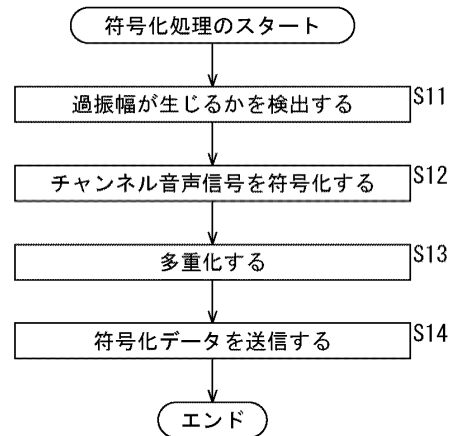 符号化処理のスタート
過振幅が生じるかを検出する S11
チャンネル音声信号を符号化する S12
多重化する S13
符号化データを送信する S14
エンド